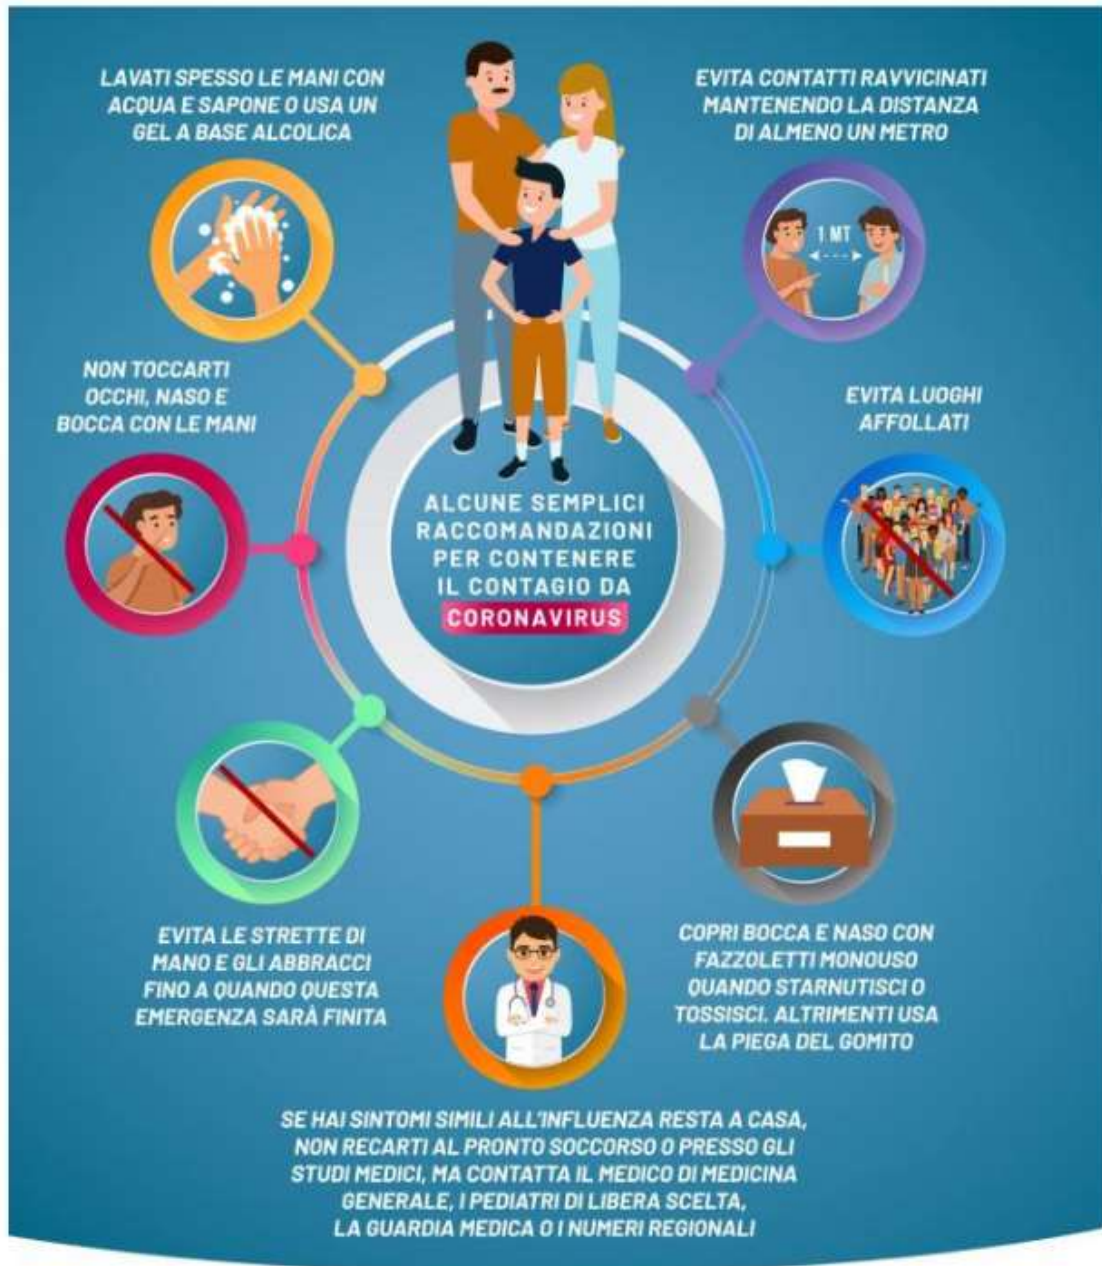 LAVATI SPESSO LE MANI CON
ACQUA E SAPONE O USA UN
GEL A BASE ALCOLICA
EVITA CONTATTI RAVVICINATI
MANTENENDO LA DISTANZA
DI ALMENO UN METRO
1 MT
NON TOCCARTI
OCCHI, NASO E
BOCCA CON LE MANI
EVITA LUOGHI
AFFOLLATI
ALCUNE SEMPLICI
RACCOMANDAZIONI
PER CONTENERE
IL CONTAGIO DA
CORONAVIRUS
EVITA LE STRETTE DI
MANO E GLI ABBRACCI
FINO A QUANDO QUESTA
EMERGENZA SARÀ FINITA
COPRI BOCCA E NASO CON
FAZZOLETTI MONOUSO
QUANDO STARNUTISCI O
TOSSISCI. ALTRIMENTI USA
LA PIEGA DEL GOMITO
SE HAI SINTOMI SIMILI ALL'INFLUENZA RESTA A CASA,
NON RECARTI AL PRONTO SOCCORSO O PRESSO GLI
STUDI MEDICI, MA CONTATTA IL MEDICO DI MEDICINA
GENERALE, I PEDIATRI DI LIBERA SCELTA,
LA GUARDIA MEDICA O I NUMERI REGIONALI